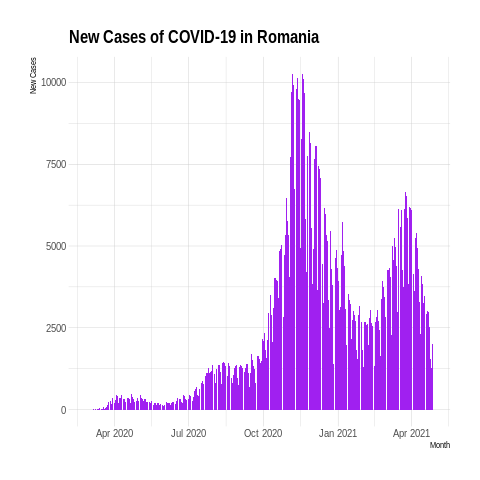 New Cases of COVID-19 in Romania
New Cases
10000
7500
5000
2500
0
Apr 2020 Jul 2020 Oct 2020 Jan 2021 Apr 2021
Month